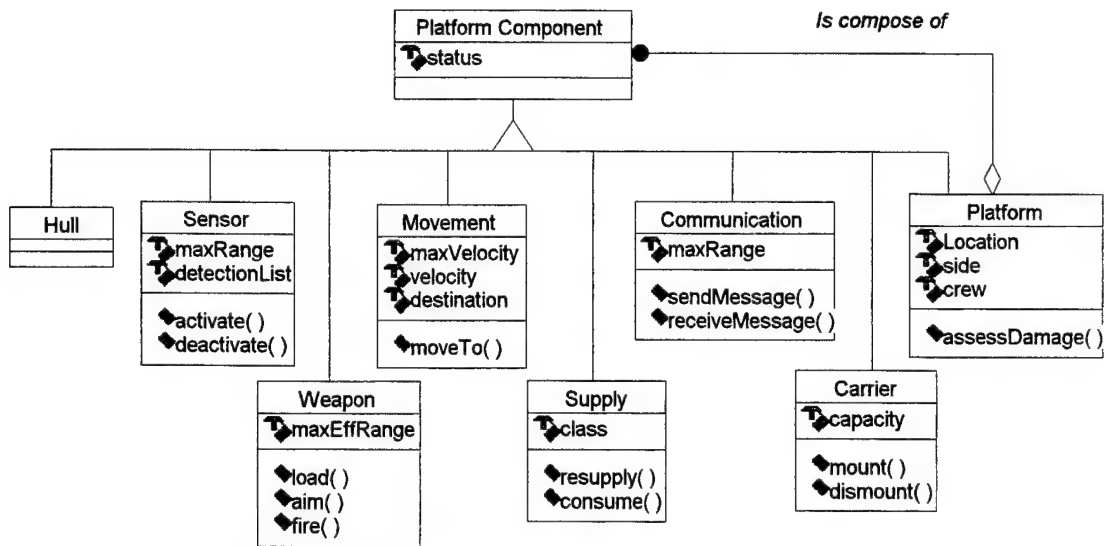 Is compose of
Platform Component
status
Hull
Sensor
maxRange
detectionList
activate( )
deactivate( )
Movement
maxVelocity
velocity
destination
moveTo( )
Communication
maxRange
sendMessage( )
receiveMessage( )
Platform
Location
side
crew
assessDamage( )
Weapon
maxEffRange
load( )
aim( )
fire( )
Supply
class
resupply( )
consume( )
Carrier
capacity
mount( )
dismount( )